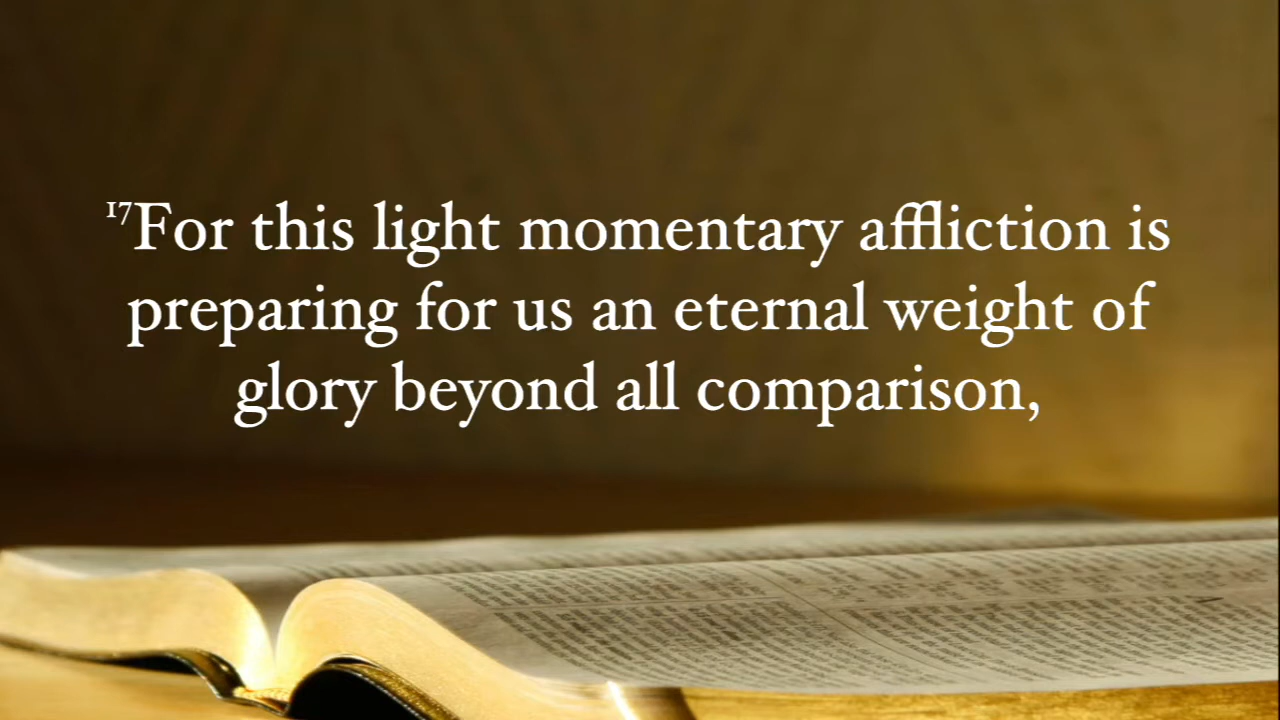 ¹⁷For this light momentary affliction is
preparing for us an eternal weight of
glory beyond all comparison,